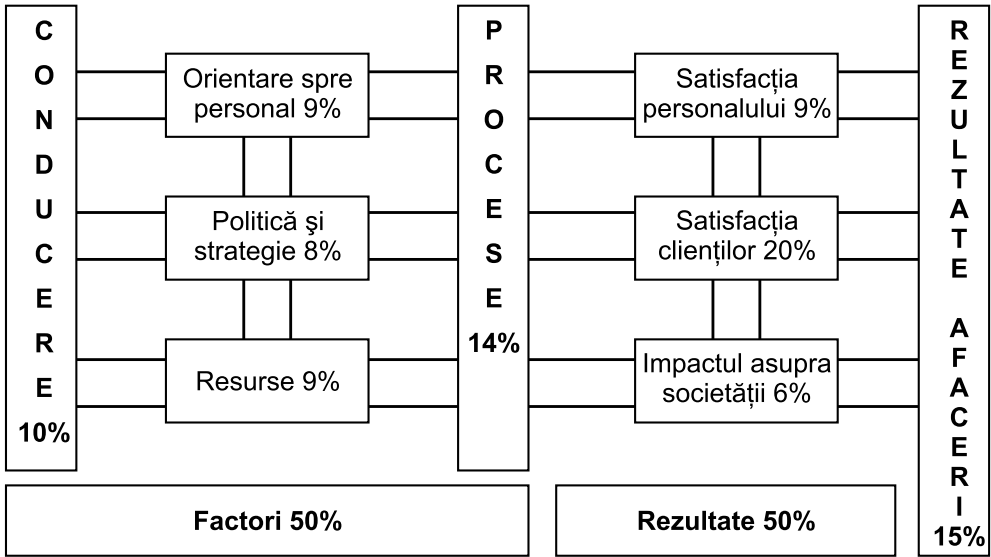 CONDUCERE
10%
Orientare spre
personal 9%
Politică şi
strategie 8%
Resurse 9%
PROCESE
14%
Satisfacția
personalului 9%
Satisfacția
clienților 20%
Impactul asupra
societății 6%
REZULTATE AFACERI
15%
Factori 50%
Rezultate 50%